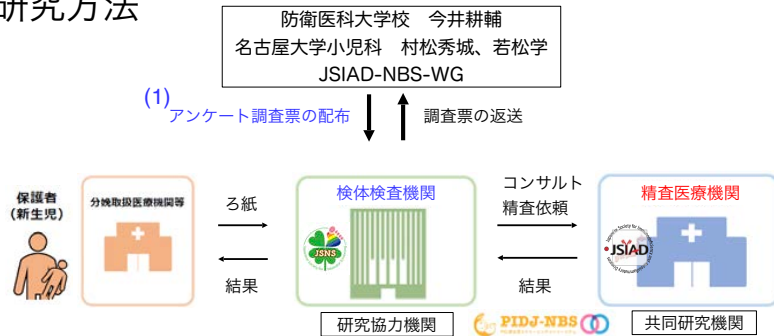 研究方法
防衛医科大学校　今井耕輔
名古屋大学小児科　村松秀城、若松学
JSIAD-NBS-WG
(1)
アンケート調査票の配布
調査票の返送
保護者
(新生児)
分娩取扱医療機関等
ろ紙
結果
検体検査機関
JSNS
コンサルト
精査依頼
結果
精査医療機関
JSIAD
研究協力機関
PIDJ-NBS
共同研究機関